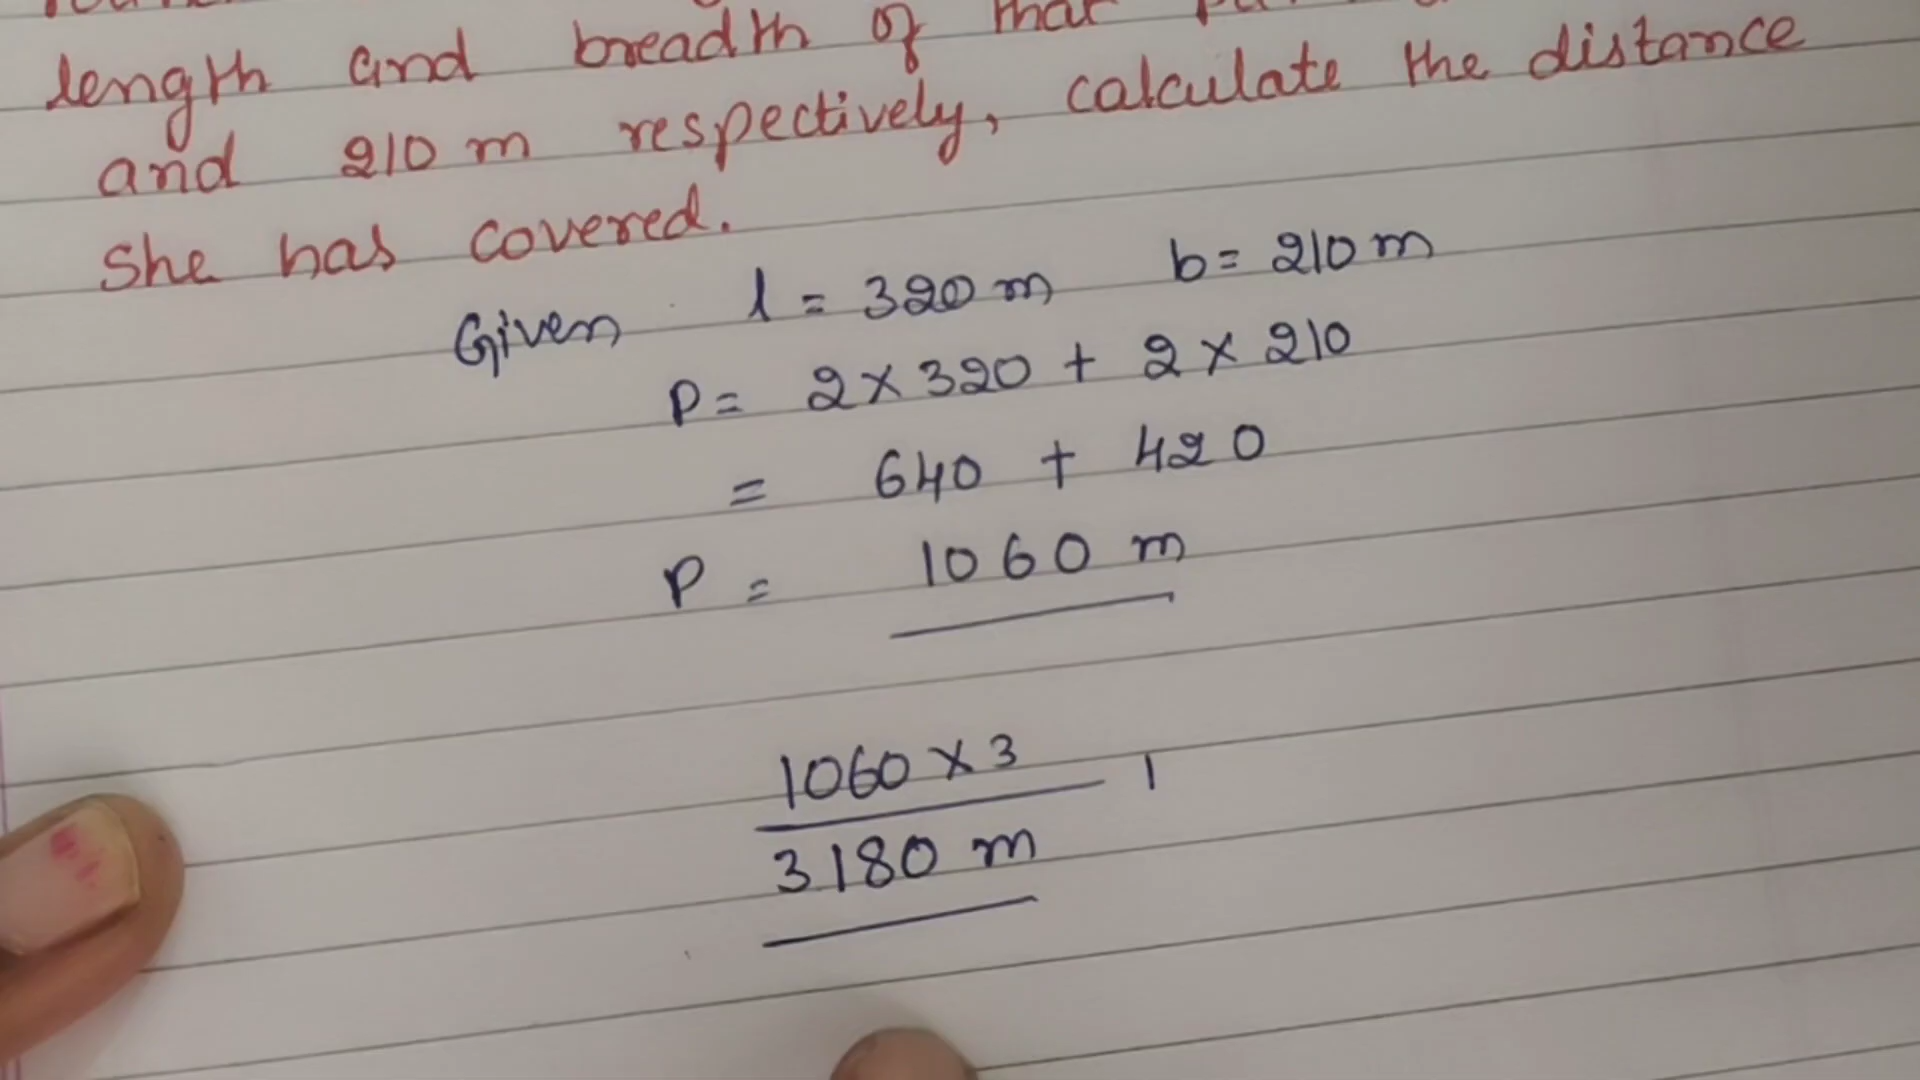 length and breadth of that
and 210 m respectively, calculate the distance
she has covered.
Given l = 320 m b = 210 m
P = 2 × 320 + 2 × 210
= 640 + 420
P = 1060 m
1060 × 3
3180 m